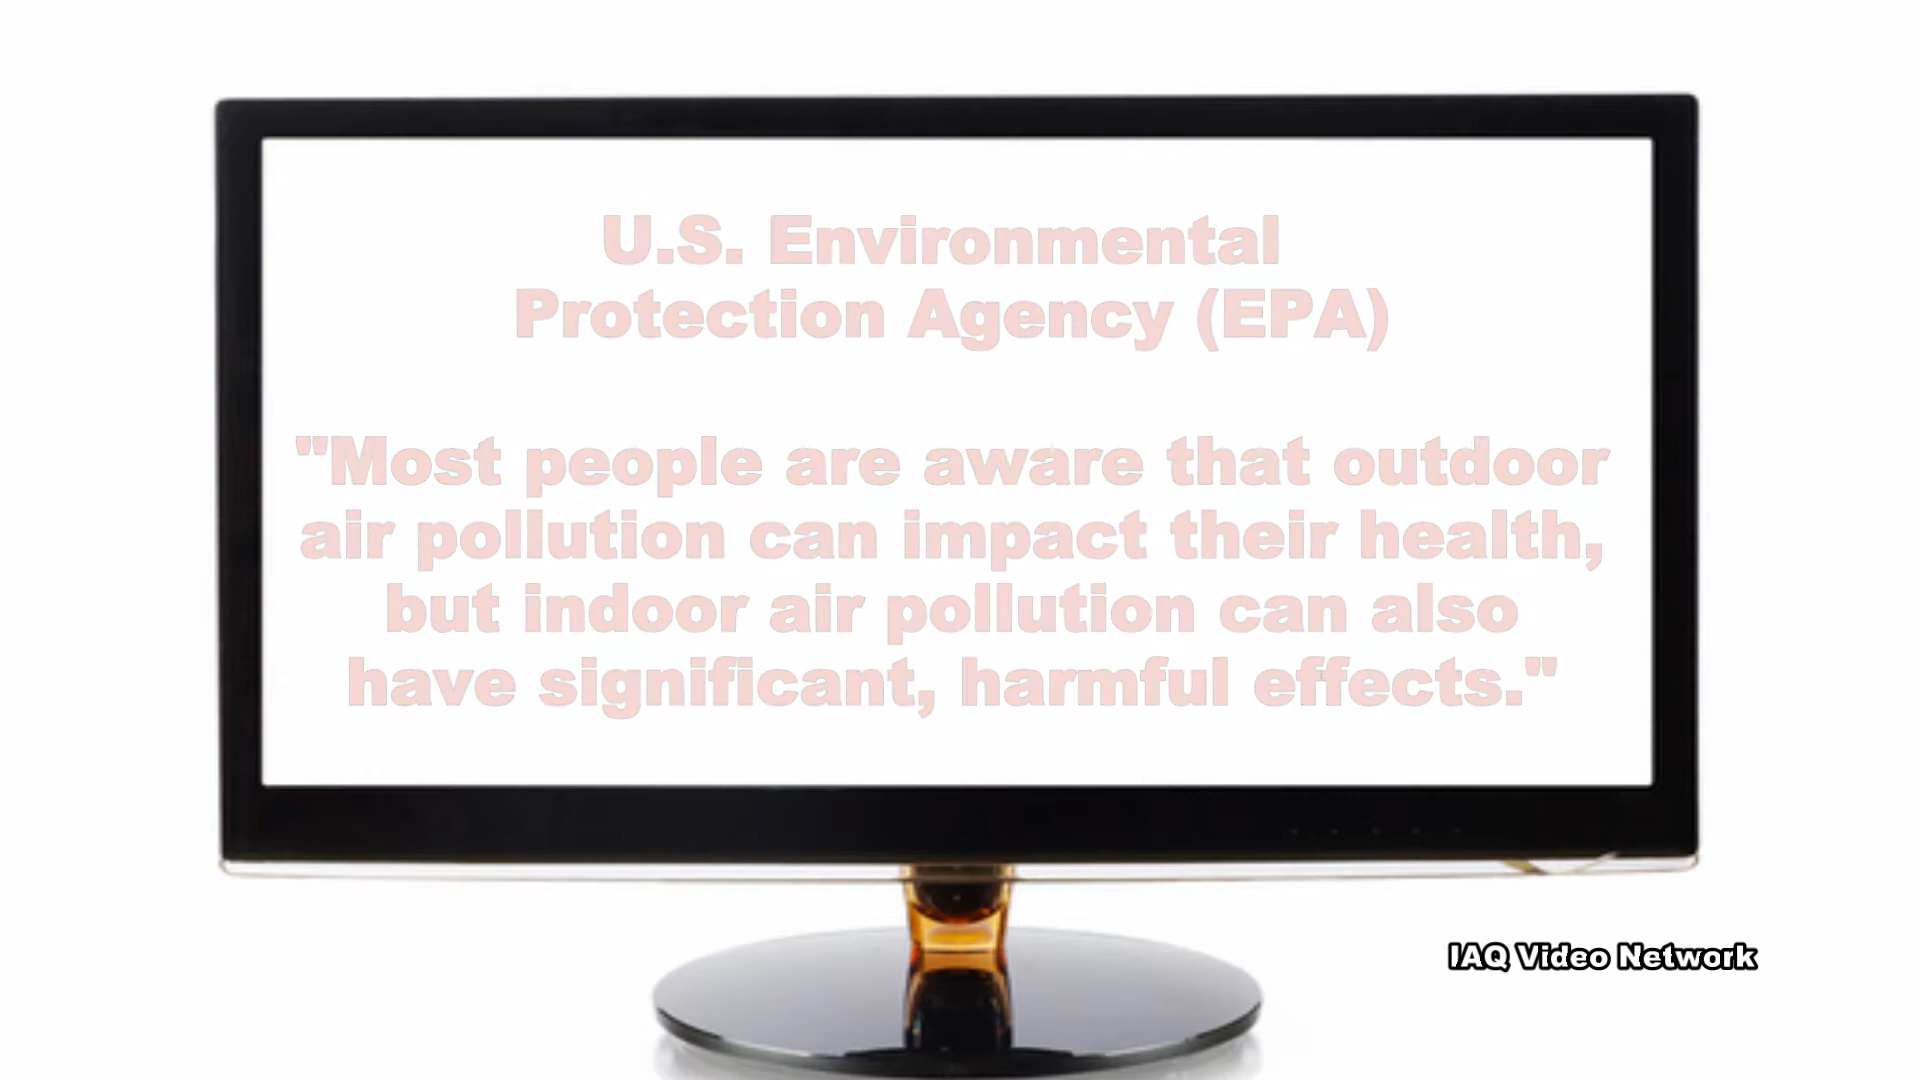 U.S. Environmental
Protection Agency (EPA)
"Most people are aware that outdoor
air pollution can impact their health,
but indoor air pollution can also
have significant, harmful effects."
IAQ Video Network